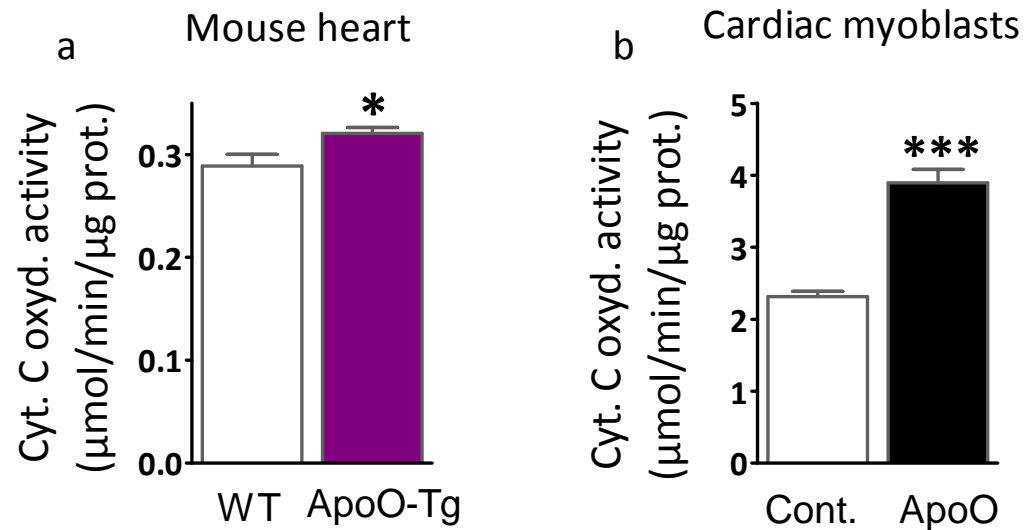 Mouse heart
a
Cyt. C oxyd. activity
(µmol/min/µg prot.)
0.3
0.2
0.1
0.0
*
WT
ApoO-Tg
Cardiac myoblasts
b
Cyt. C oxyd. activity
(µmol/min/µg prot.)
5
4
3
2
1
0
***
Cont.
ApoO